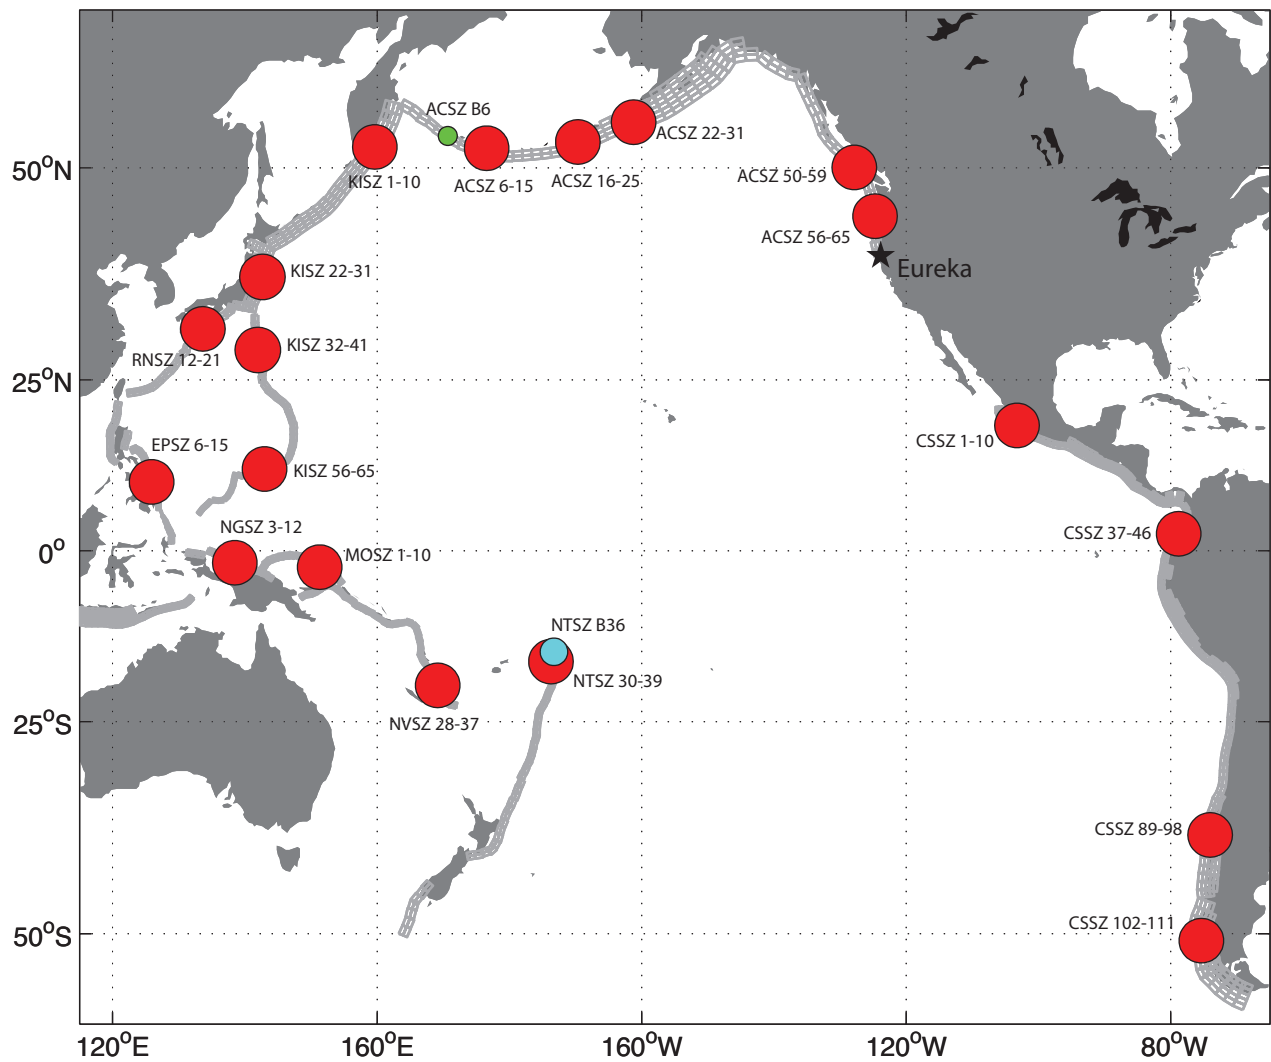 ACSZ B6
ACSZ 22-31
50°N
KISZ 1-10
ACSZ 6-15
ACSZ 16-25
ACSZ 50-59
ACSZ 56-65
Eureka
KISZ 22-31
KISZ 32-41
RNSZ 12-21
25°N
EPSZ 6-15
CSSZ 1-10
KISZ 56-65
NGSZ 3-12
CSSZ 37-46
0°
MOSZ 1-10
NTSZ B36
NTSZ 30-39
25°S
NVSZ 28-37
CSSZ 89-98
CSSZ 102-111
50°S
120°E
160°E
160°W
120°W
80°W